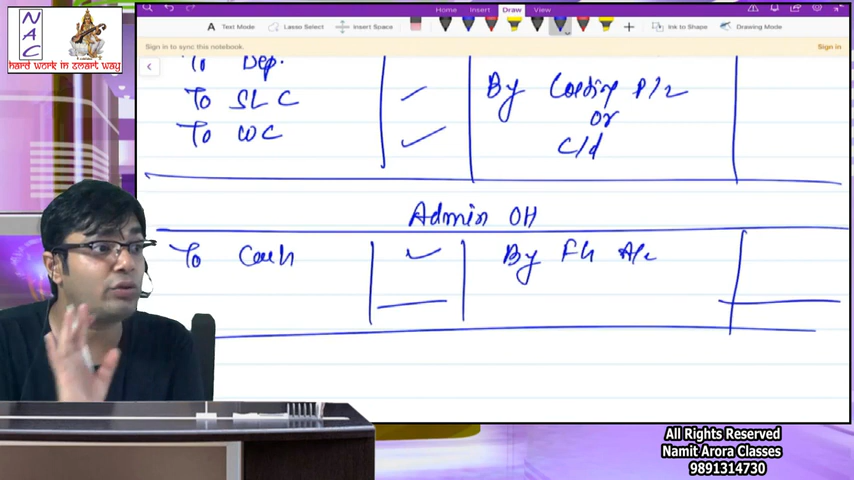 NAC
hard work in smart way
Home Insert Draw View
Text Mode Lasso Select Insert Space Ink to Shape Drawing Mode
Sign in to sync this notebook.
Sign in
To Dep.
To SLC
To WC
By Costing P/L
or
c/d
Admin OH
To Cash
By FG A/c
All Rights Reserved
Namit Arora Classes
9891314730